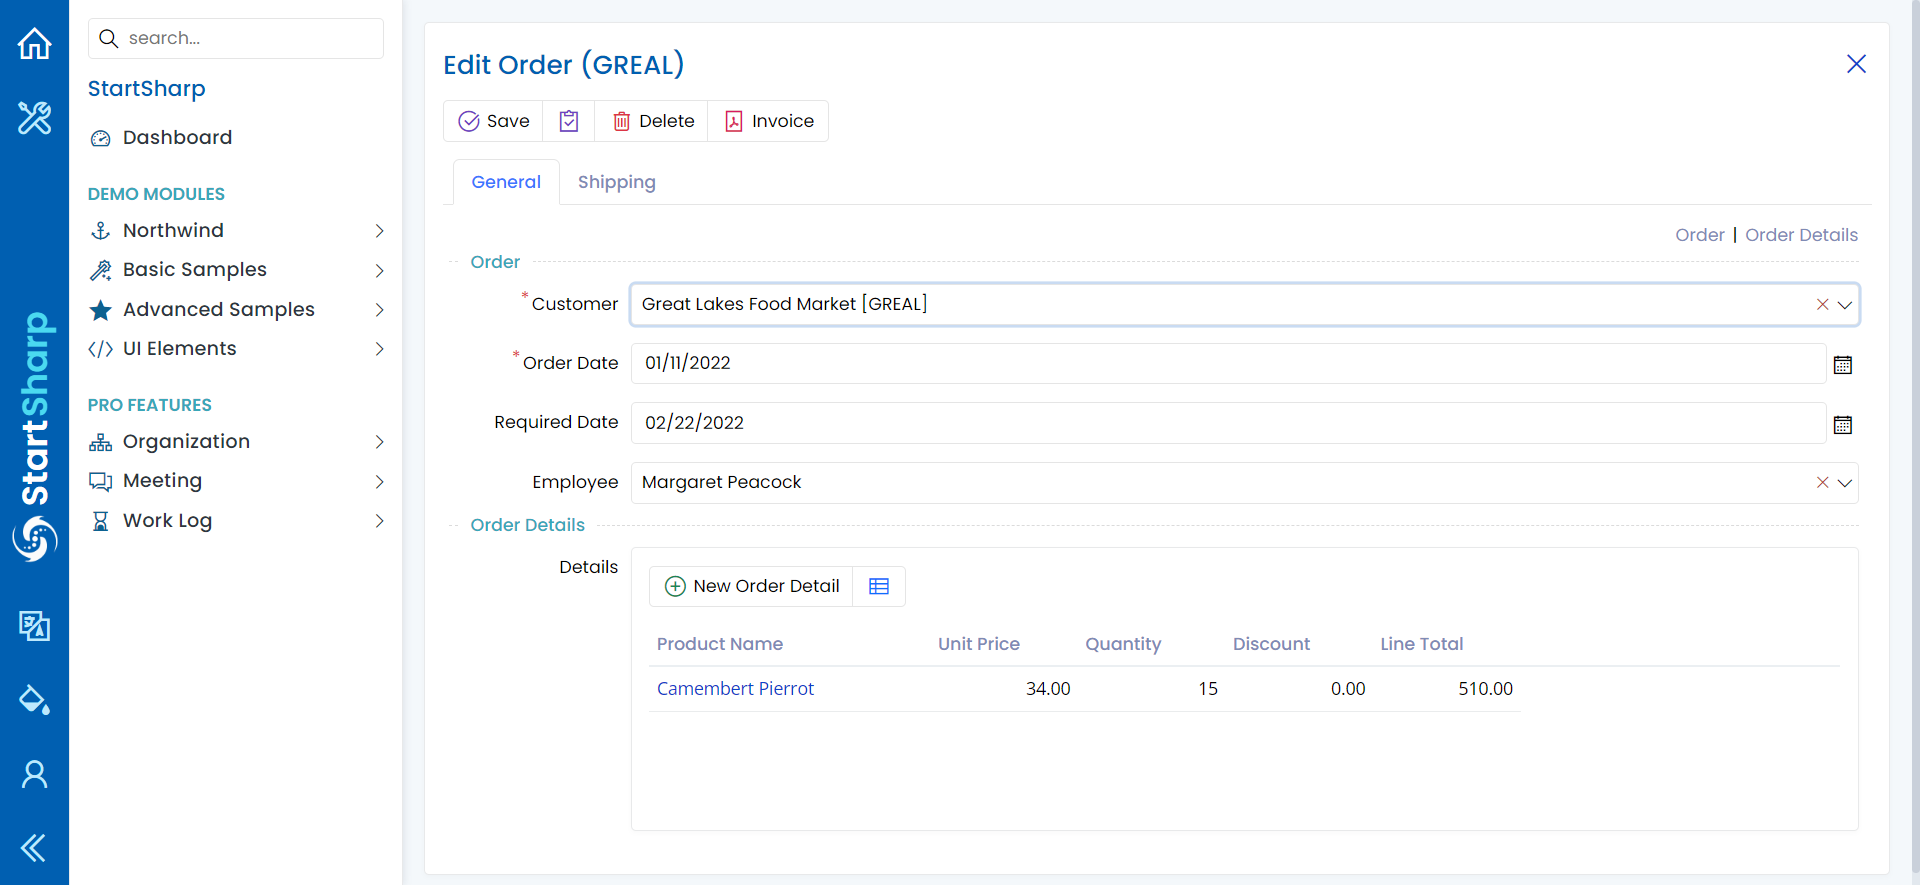 search...
StartSharp
Dashboard
DEMO MODULES
Northwind
Basic Samples
Advanced Samples
UI Elements
PRO FEATURES
Organization
Meeting
Work Log
StartSharp
Edit Order (GREAL)
Save Delete Invoice
General Shipping
Order | Order Details
Order
*Customer Great Lakes Food Market [GREAL]
*Order Date 01/11/2022
Required Date 02/22/2022
Employee Margaret Peacock
Order Details
Details
New Order Detail
Product Name Unit Price Quantity Discount Line Total
Camembert Pierrot 34.00 15 0.00 510.00